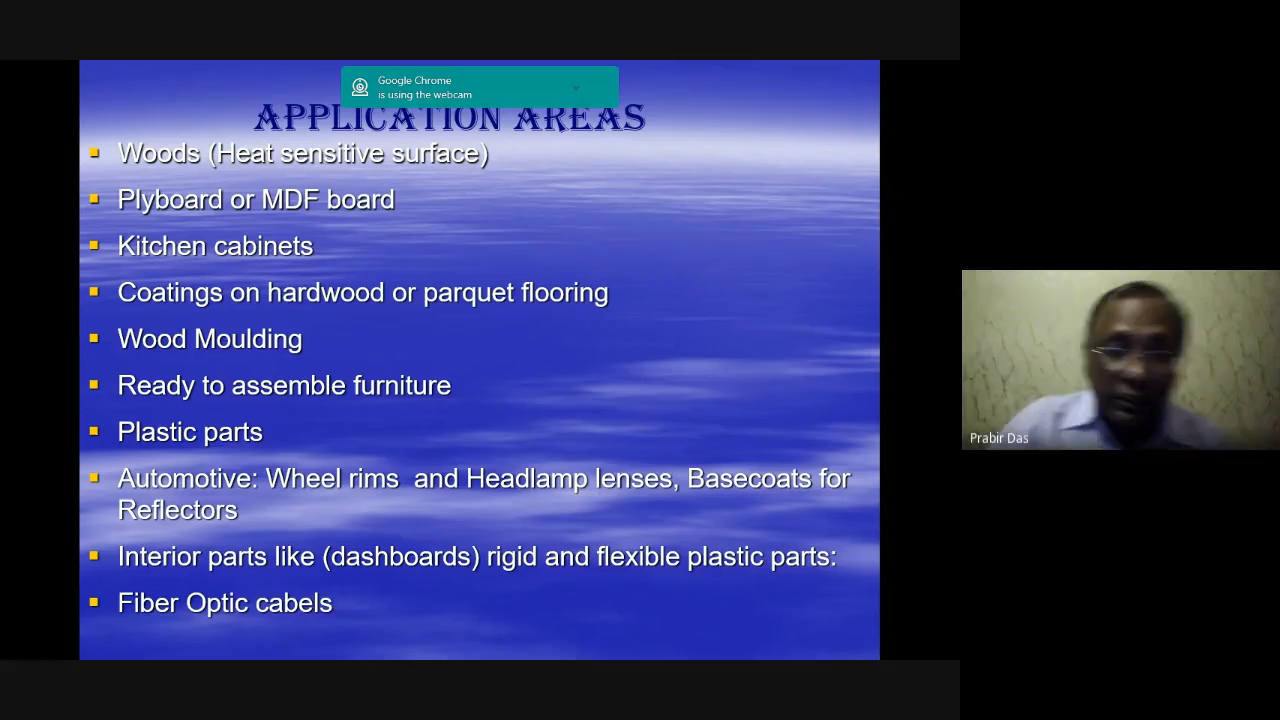 Google Chrome
is using the webcam
APPLICATION AREAS
Woods (Heat sensitive surface)
Plyboard or MDF board
Kitchen cabinets
Coatings on hardwood or parquet flooring
Wood Moulding
Ready to assemble furniture
Plastic parts
Automotive: Wheel rims and Headlamp lenses, Basecoats for
Reflectors
Interior parts like (dashboards) rigid and flexible plastic parts:
Fiber Optic cabels
Prabir Das